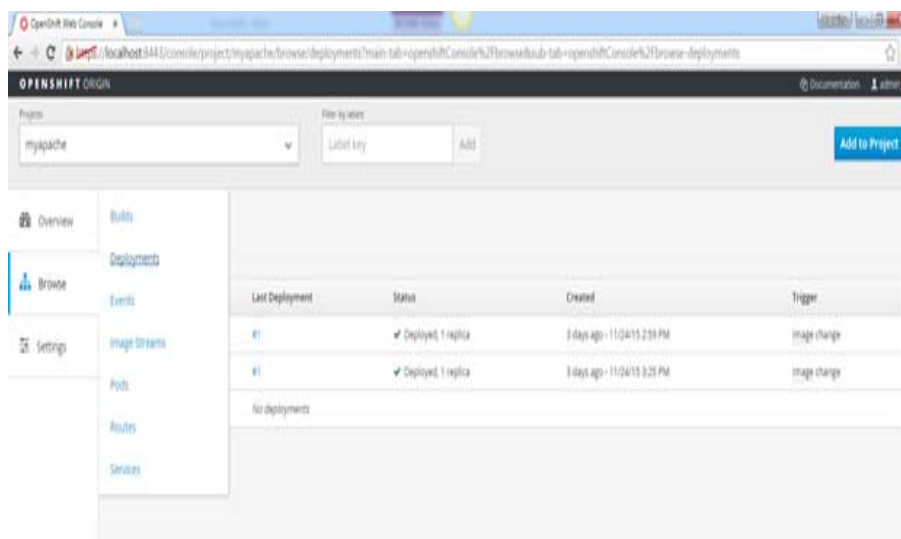 OpenShift Web Console
https://localhost:8443/console/project/myapache/browse/deployments?main-tab=openshiftConsole%2Fbrowse&sub-tab=openshiftConsole%2Fbrowse-deployments
OPENSHIFT ORIGIN
Documentation
Projects
Filter by labels
myapache
Label key
Add
Add to Project
Overview
Browse
Settings
Builds
Deployments
Events
Image Streams
Pods
Routes
Services
Last Deployment Status Created Trigger
#1 Deployed, 1 replica 3 days ago - 11/24/15 2:59 PM Image change
#1 Deployed, 1 replica 3 days ago - 11/24/15 3:25 PM Image change
No deployments